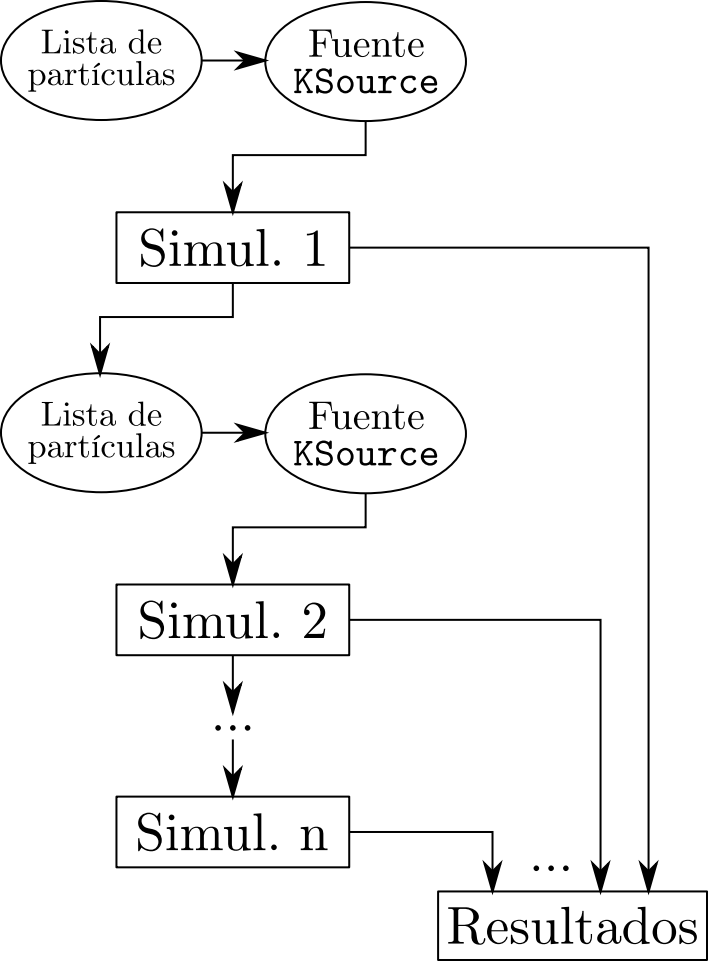 Lista de
partículas
Fuente
KSource
Simul. 1
Lista de
partículas
Fuente
KSource
Simul. 2
...
Simul. n
...
Resultados